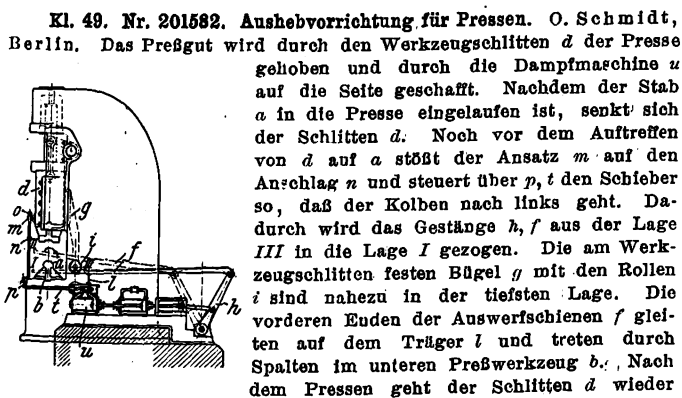 Kl. 49. Nr. 201582. Aushebvorrichtung für Pressen. O. Schmidt,
Berlin. Das Preßgut wird durch den Werkzeugschlitten d der Presse
gehoben und durch die Dampfmaschine u
auf die Seite geschafft. Nachdem der Stab
a in die Presse eingelaufen ist, senkt sich
der Schlitten d. Noch vor dem Auftreffen
von d auf a stößt der Ansatz m auf den
Anschlag n und steuert über p, t den Schieber
so, daß der Kolben nach links geht. Da-
durch wird das Gestänge h, f aus der Lage
III in die Lage I gezogen. Die am Werk-
zeugschlitten festen Bügel g mit den Rollen
i sind nahezu in der tiefsten Lage. Die
vorderen Enden der Auswerfschienen f glei-
ten auf dem Träger l und treten durch
Spalten im unteren Preßwerkzeug b. Nach
dem Pressen geht der Schlitten d wieder
d
o
m
g
n
i
f
a
l
p
b
t
h
u